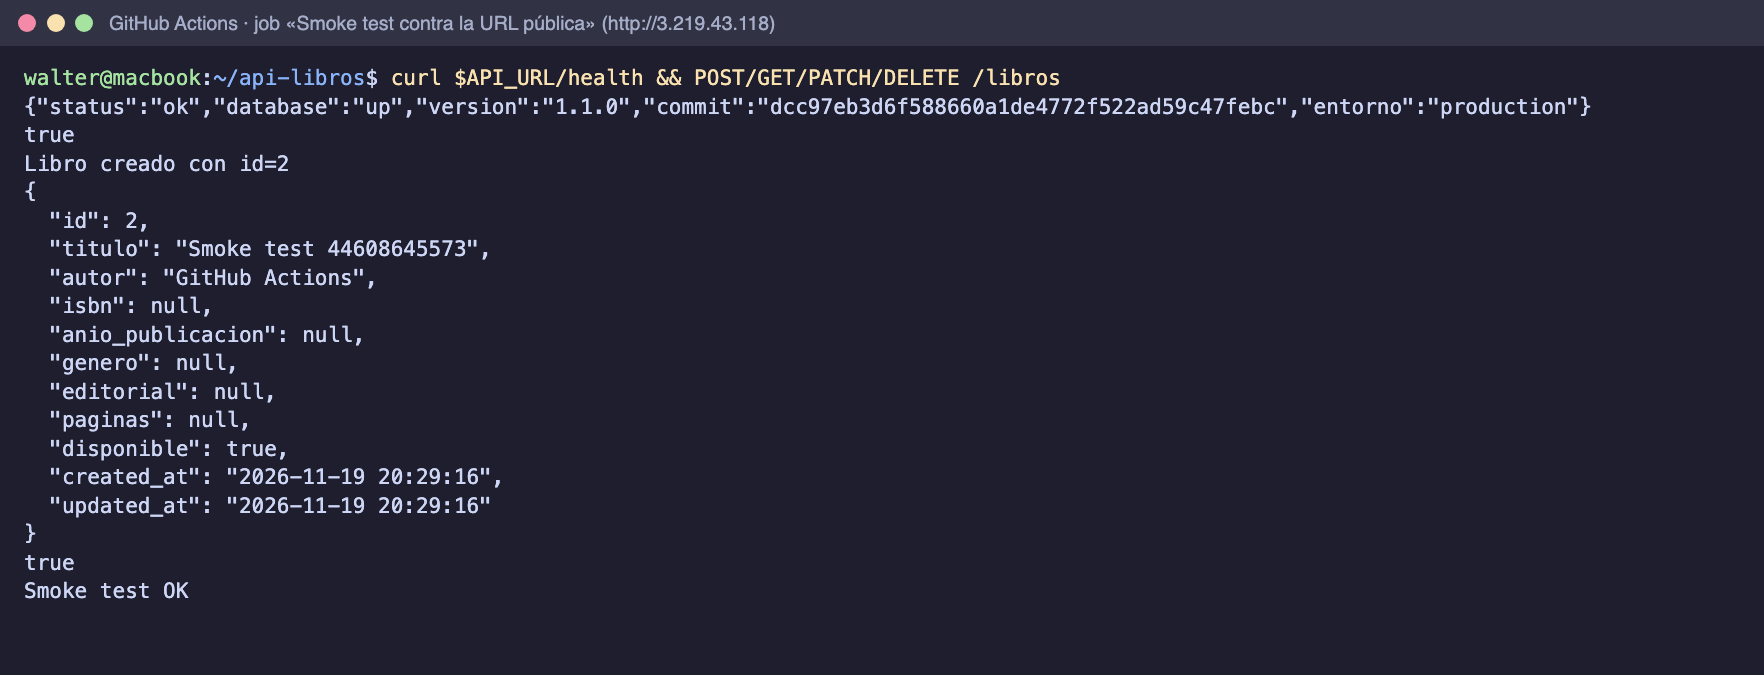 GitHub Actions · job «Smoke test contra la URL pública» (http://3.219.43.118)
walter@macbook:~/api-libros$ curl $API_URL/health && POST/GET/PATCH/DELETE /libros
{"status":"ok","database":"up","version":"1.1.0","commit":"dcc97eb3d6f588660a1de4772f522ad59c47febc","entorno":"production"}
true
Libro creado con id=2
{
  "id": 2,
  "titulo": "Smoke test 44608645573",
  "autor": "GitHub Actions",
  "isbn": null,
  "anio_publicacion": null,
  "genero": null,
  "editorial": null,
  "paginas": null,
  "disponible": true,
  "created_at": "2026-11-19 20:29:16",
  "updated_at": "2026-11-19 20:29:16"
}
true
Smoke test OK